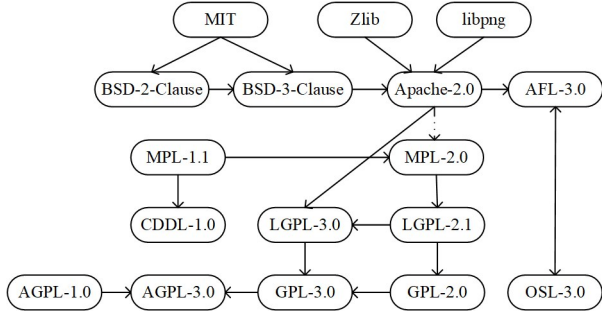 MIT
Zlib
libpng
BSD-2-Clause
BSD-3-Clause
Apache-2.0
AFL-3.0
MPL-1.1
MPL-2.0
CDDL-1.0
LGPL-3.0
LGPL-2.1
AGPL-1.0
AGPL-3.0
GPL-3.0
GPL-2.0
OSL-3.0